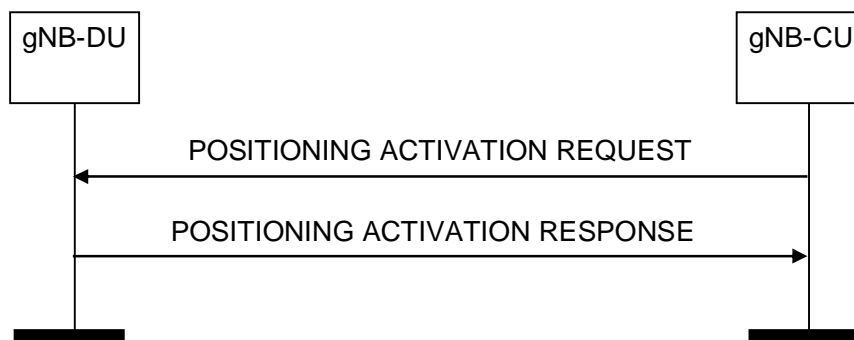 gNB-DU
gNB-CU
POSITIONING ACTIVATION REQUEST
POSITIONING ACTIVATION RESPONSE